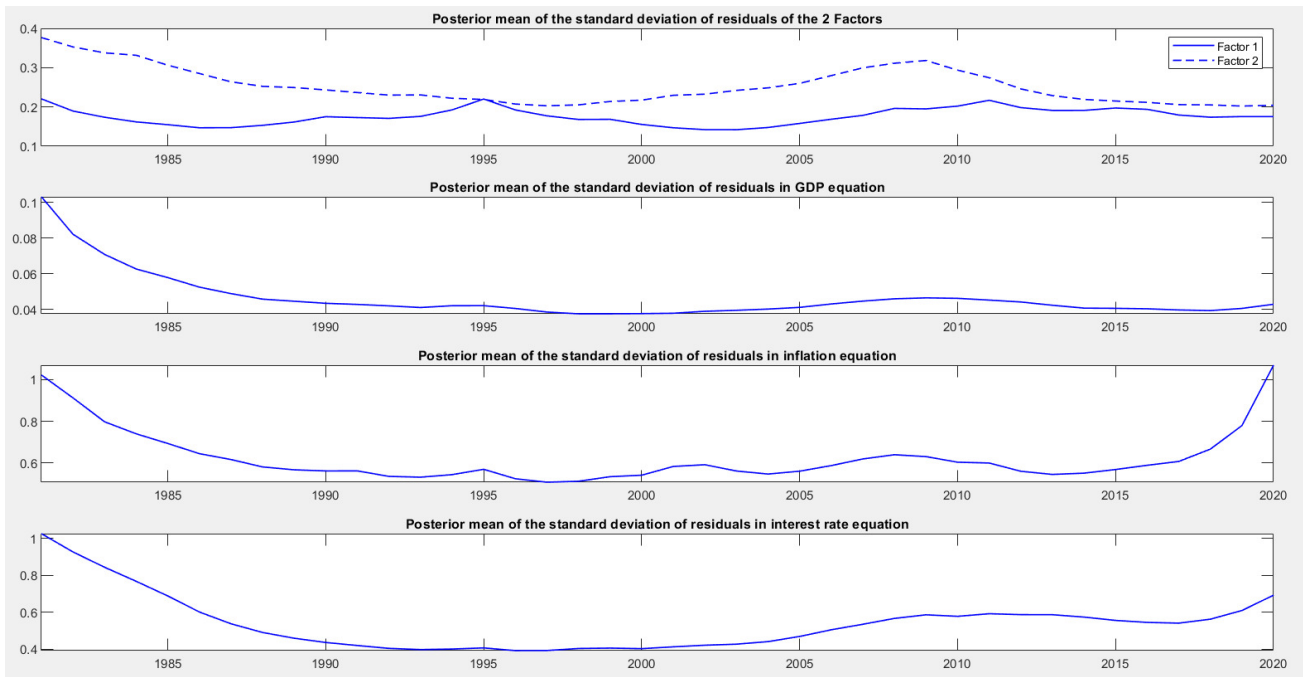 Posterior mean of the standard deviation of residuals of the 2 Factors
0.4
0.3
0.2
0.1
Factor 1
Factor 2
1985 1990 1995 2000 2005 2010 2015 2020
Posterior mean of the standard deviation of residuals in GDP equation
0.1
0.08
0.06
0.04
1985 1990 1995 2000 2005 2010 2015 2020
Posterior mean of the standard deviation of residuals in inflation equation
1
0.8
0.6
1985 1990 1995 2000 2005 2010 2015 2020
Posterior mean of the standard deviation of residuals in interest rate equation
1
0.8
0.6
0.4
1985 1990 1995 2000 2005 2010 2015 2020